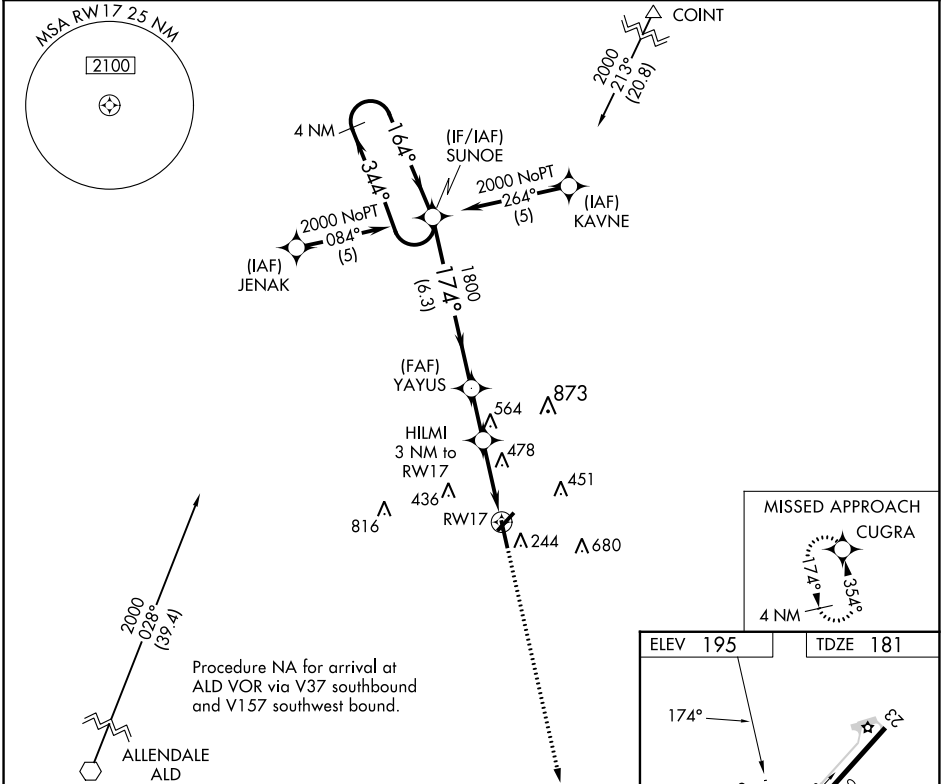 MSA RW17 25 NM
2100
COINT
2000
213°
(20.8)
4 NM
164°
344°
(IF/IAF)
SUNOE
2000 NoPT
264°
(5)
(IAF)
KAVNE
2000 NoPT
084°
(5)
(IAF)
JENAK
1800
174°
(6.3)
(FAF)
YAYUS
564
873
HILMI
3 NM to
RW17
478
436
451
816
RW17
244
680
MISSED APPROACH
CUGRA
174°
354°
4 NM
2000
028°
(39.4)
Procedure NA for arrival at
ALD VOR via V37 southbound
and V157 southwest bound.
ALLENDALE
ALD
ELEV 195
TDZE 181
174°
23